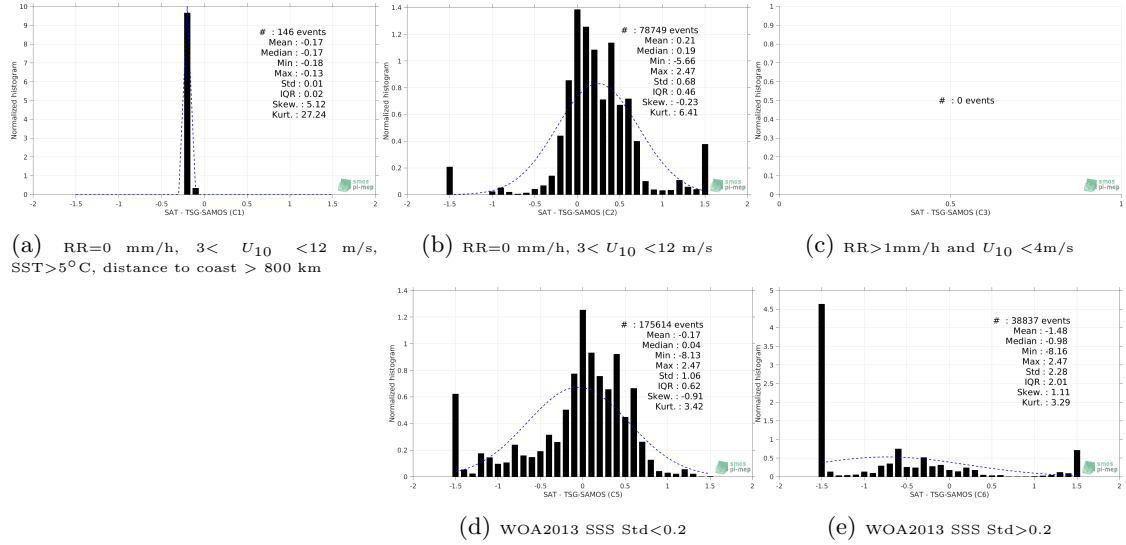 10
9
8
7
6
5
4
3
2
1
0
-2 -1.5 -1 -0.5 0 0.5 1 1.5 2
Normalized histogram
SAT - TSG-SAMOS (C1)
# : 146 events
Mean : -0.17
Median : -0.17
Min : -0.18
Max : -0.13
Std : 0.01
IQR : 0.02
Skew. : 5.12
Kurt. : 27.24
smos
pi-mep
(a) RR=0 mm/h, 3< U10 <12 m/s,
SST>5°C, distance to coast > 800 km
1.4
1.2
1
0.8
0.6
0.4
0.2
0
-2 -1.5 -1 -0.5 0 0.5 1 1.5 2
Normalized histogram
SAT - TSG-SAMOS (C2)
# : 78749 events
Mean : 0.21
Median : 0.19
Min : -5.66
Max : 2.47
Std : 0.68
IQR : 0.46
Skew. : -0.23
Kurt. : 6.41
smos
pi-mep
(b) RR=0 mm/h, 3< U10 <12 m/s
1
0.9
0.8
0.7
0.6
0.5
0.4
0.3
0.2
0.1
0
0 0.5 1
Normalized histogram
SAT - TSG-SAMOS (C3)
# : 0 events
smos
pi-mep
(c) RR>1mm/h and U10 <4m/s
1.4
1.2
1
0.8
0.6
0.4
0.2
0
-2 -1.5 -1 -0.5 0 0.5 1 1.5 2
Normalized histogram
SAT - TSG-SAMOS (C5)
# : 175614 events
Mean : -0.17
Median : 0.04
Min : -8.13
Max : 2.47
Std : 1.06
IQR : 0.62
Skew. : -0.91
Kurt. : 3.42
smos
pi-mep
(d) WOA2013 SSS Std<0.2
5
4.5
4
3.5
3
2.5
2
1.5
1
0.5
0
-2 -1.5 -1 -0.5 0 0.5 1 1.5 2
Normalized histogram
SAT - TSG-SAMOS (C6)
# : 38837 events
Mean : -1.48
Median : -0.98
Min : -8.16
Max : 2.47
Std : 2.28
IQR : 2.01
Skew. : 1.11
Kurt. : 3.29
smos
pi-mep
(e) WOA2013 SSS Std>0.2